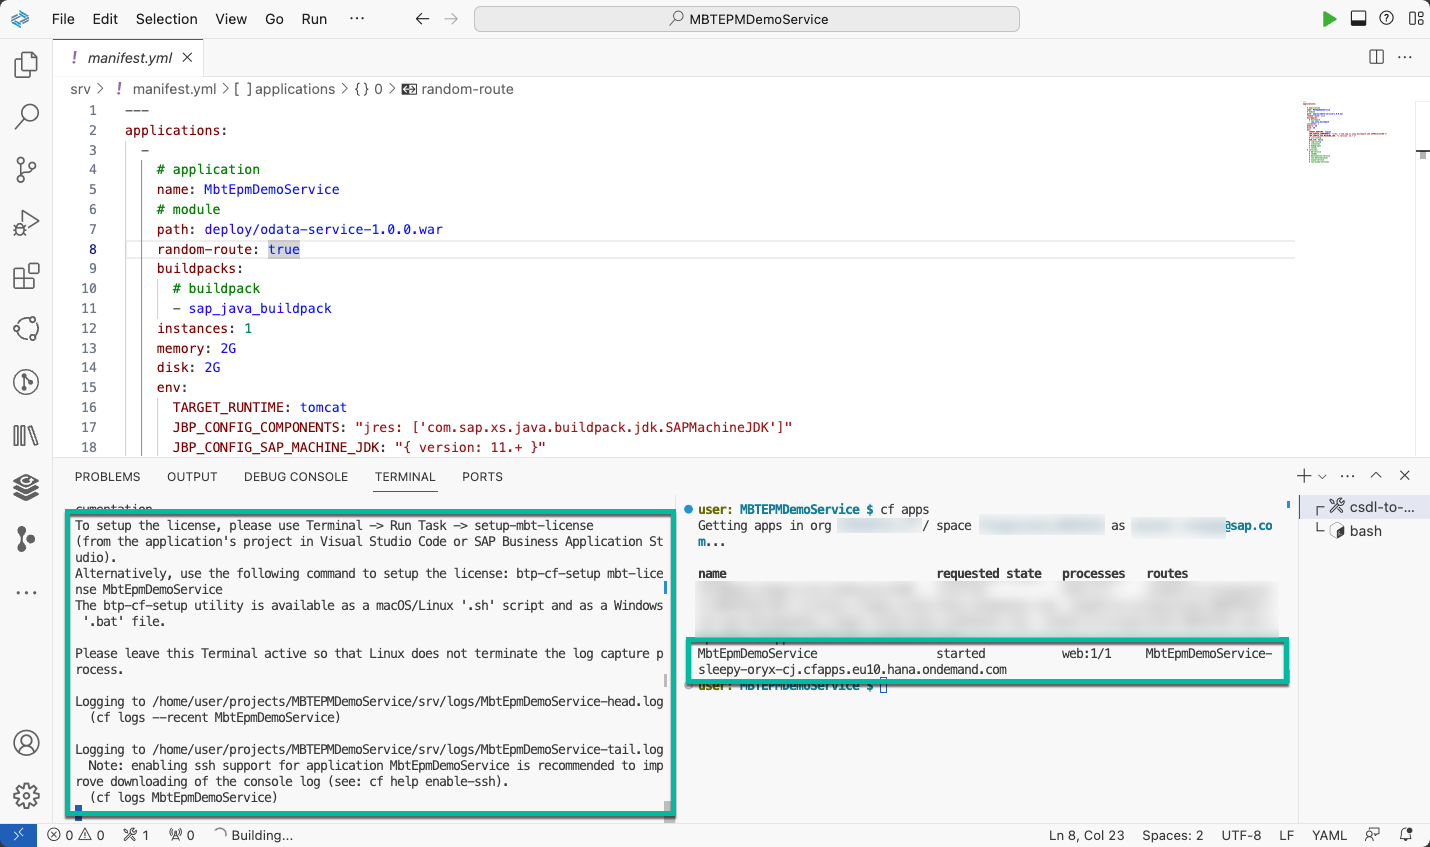 File Edit Selection View Go Run ··· MBTEPMDemoService
! manifest.yml
srv > ! manifest.yml > [ ] applications > { } 0 > random-route
1 ---
2 applications:
3 -
4 # application
5 name: MbtEpmDemoService
6 # module
7 path: deploy/odata-service-1.0.0.war
8 random-route: true
9 buildpacks:
10 # buildpack
11 - sap_java_buildpack
12 instances: 1
13 memory: 2G
14 disk: 2G
15 env:
16 TARGET_RUNTIME: tomcat
17 JBP_CONFIG_COMPONENTS: "jres: ['com.sap.xs.java.buildpack.jdk.SAPMachineJDK']"
18 JBP_CONFIG_SAP_MACHINE_JDK: "{ version: 11.+ }"
PROBLEMS OUTPUT DEBUG CONSOLE TERMINAL PORTS
cumentation
To setup the license, please use Terminal -> Run Task -> setup-mbt-license
(from the application's project in Visual Studio Code or SAP Business Application St
udio).
Alternatively, use the following command to setup the license: btp-cf-setup mbt-lice
nse MbtEpmDemoService
The btp-cf-setup utility is available as a macOS/Linux '.sh' script and as a Windows
'.bat' file.
Please leave this Terminal active so that Linux does not terminate the log capture p
rocess.
Logging to /home/user/projects/MBTEPMDemoService/srv/logs/MbtEpmDemoService-head.log
(cf logs --recent MbtEpmDemoService)
Logging to /home/user/projects/MBTEPMDemoService/srv/logs/MbtEpmDemoService-tail.log
Note: enabling ssh support for application MbtEpmDemoService is recommended to imp
rove downloading of the console log (see: cf help enable-ssh).
(cf logs MbtEpmDemoService)
user: MBTEPMDemoService $ cf apps
Getting apps in org / space as @sap.co
m...
name requested state processes routes
MbtEpmDemoService started web:1/1 MbtEpmDemoService-
sleepy-oryx-cj.cfapps.eu10.hana.ondemand.com
user: MBTEPMDemoService $
csdl-to-...
bash
0 0 1 0 Building... Ln 8, Col 23 Spaces: 2 UTF-8 LF YAML